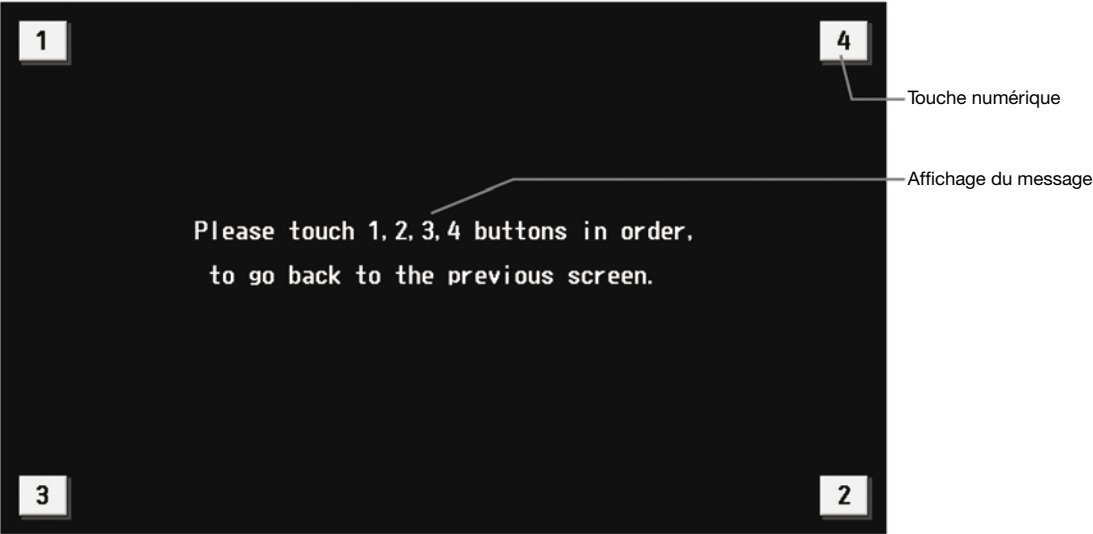 1
4
Touche numérique
Affichage du message
Please touch 1,2,3,4 buttons in order,
to go back to the previous screen.
3
2